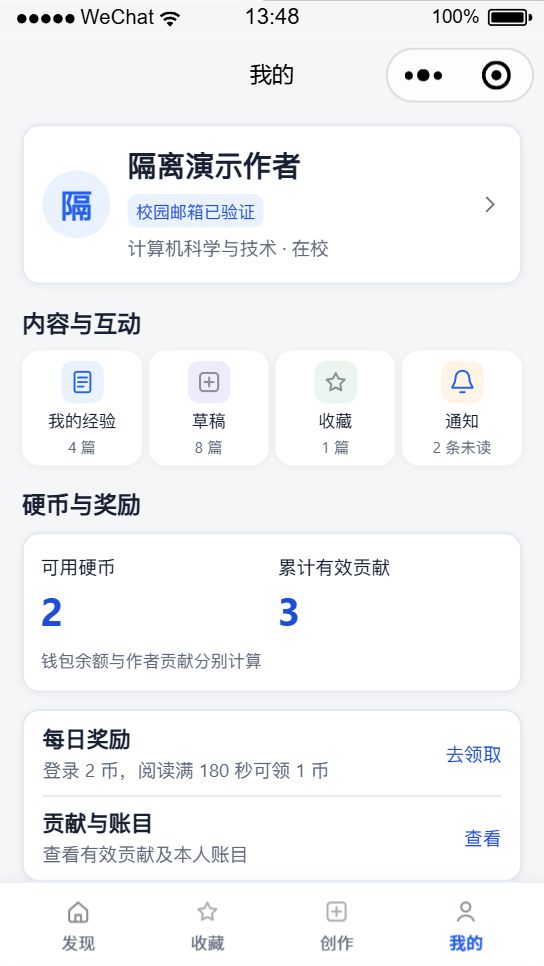 WeChat 13:48 100%
我的
隔离演示作者
隔
校园邮箱已验证
计算机科学与技术 · 在校
内容与互动
我的经验 草稿 收藏 通知
4 篇 8 篇 1 篇 2 条未读
硬币与奖励
可用硬币 累计有效贡献
2 3
钱包余额与作者贡献分别计算
每日奖励
去领取
登录 2 币，阅读满 180 秒可领 1 币
贡献与账目
查看
查看有效贡献及本人账目
发现 收藏 创作 我的